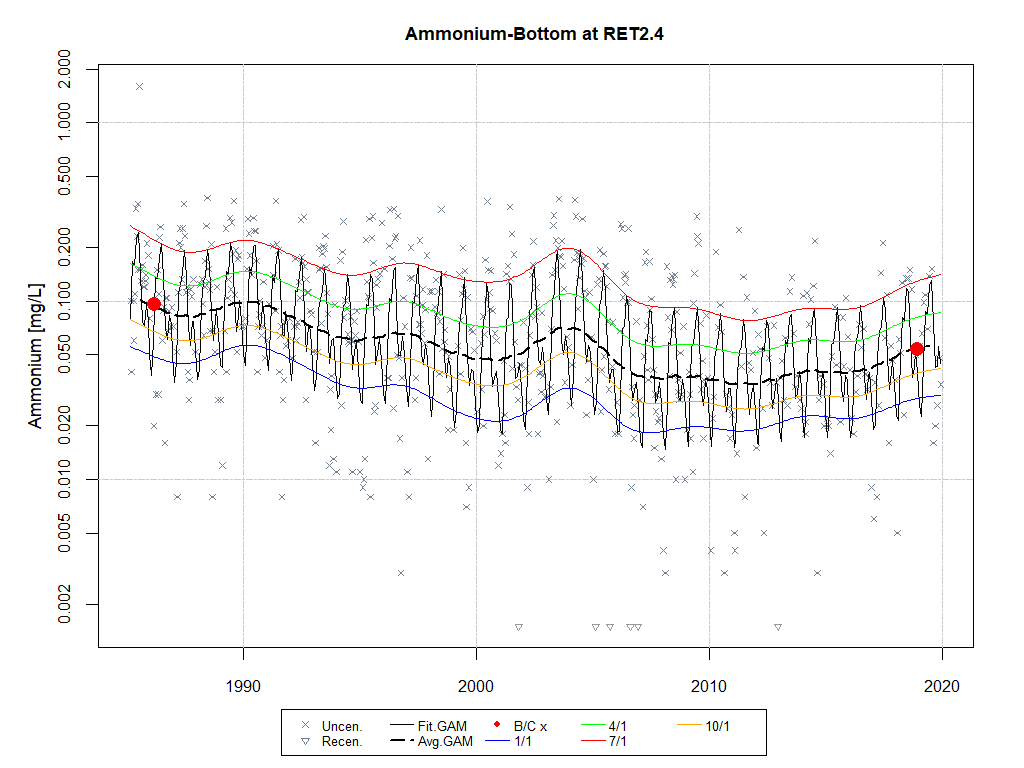 Ammonium-Bottom at RET2.4
Ammonium [mg/L]
2.000
1.000
0.500
0.200
0.100
0.050
0.020
0.010
0.005
0.002
1990 2000 2010 2020
Uncen. Fit.GAM B/C x 4/1 10/1
Recen. Avg.GAM 1/1 7/1